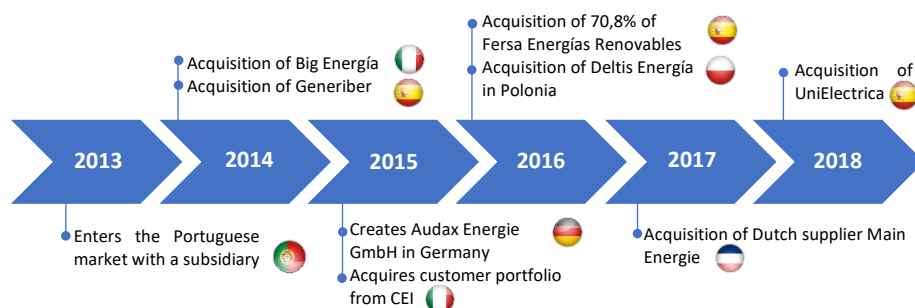 Acquisition of 70,8% of
Fersa Energías Renovables
Acquisition of Big Energía
Acquisition of Deltis Energía
in Polonia
Acquisition of Generiber
Acquisition of
UniElectrica
2013
2014
2015
2016
2017
2018
Enters the Portuguese
market with a subsidiary
Creates Audax Energie
GmbH in Germany
Acquires customer portfolio
from CEI
Acquisition of Dutch supplier Main
Energie